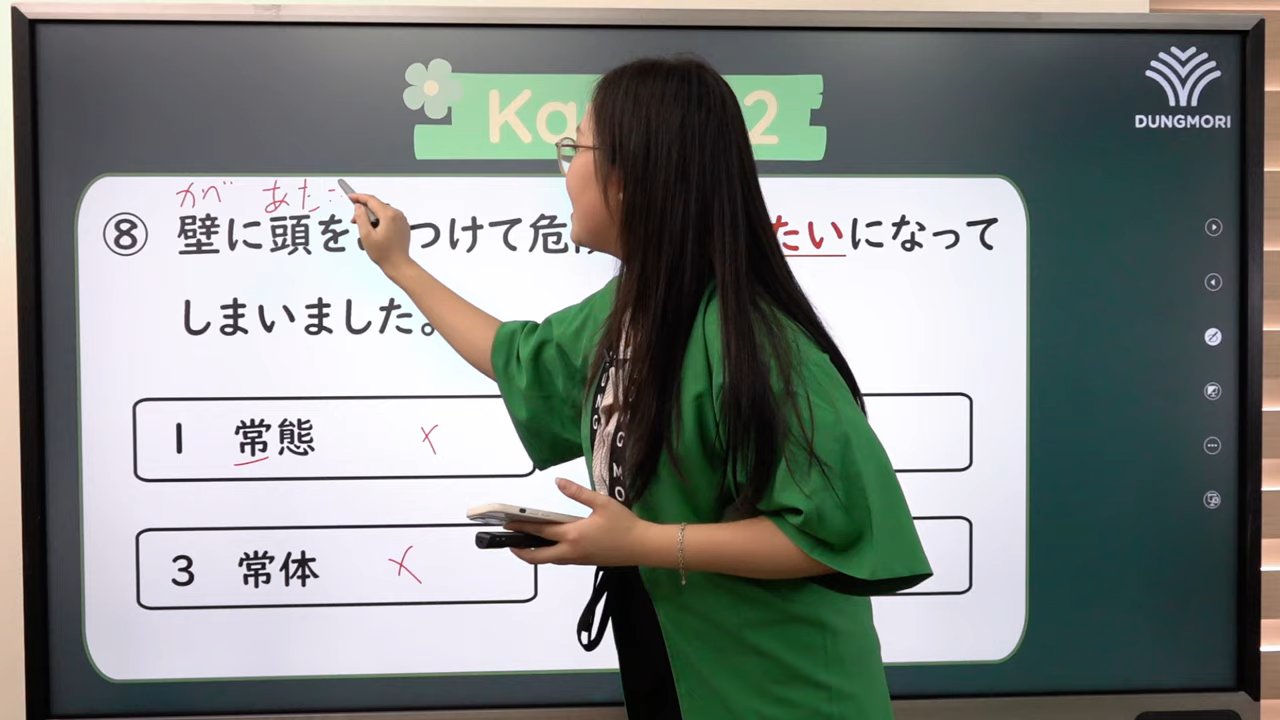 Ka 2
DUNGMORI
かべ あた
⑧ 壁に頭を つけて危 たいになって
しまいました。
1 常態 x
3 常体 x